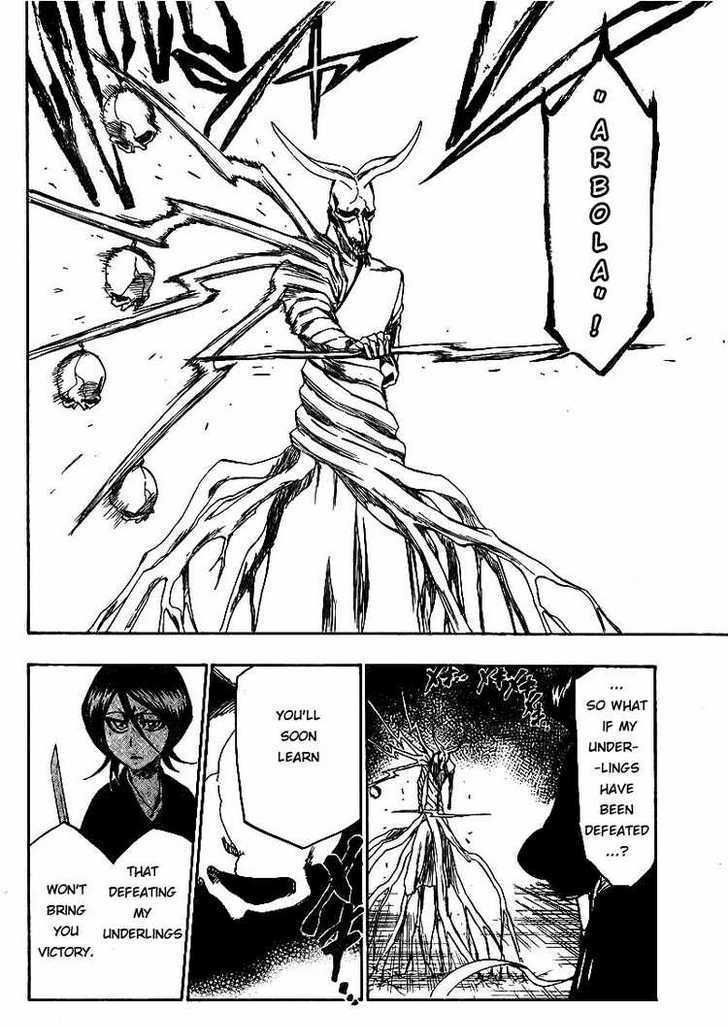 "ARBOLA"!
...
SO WHAT
IF MY
UNDER-
-LINGS
HAVE
BEEN
DEFEATED
...?
YOU'LL
SOON
LEARN
THAT
DEFEATING
MY
UNDERLINGS
WON'T
BRING
YOU
VICTORY.